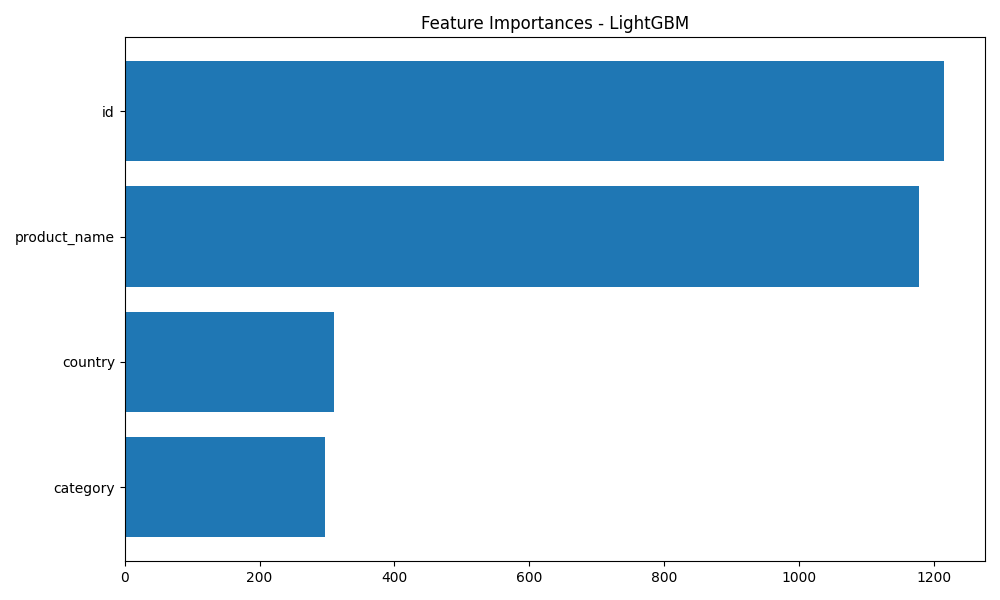 Feature Importances - LightGBM
id
product_name
country
category
0 200 400 600 800 1000 1200